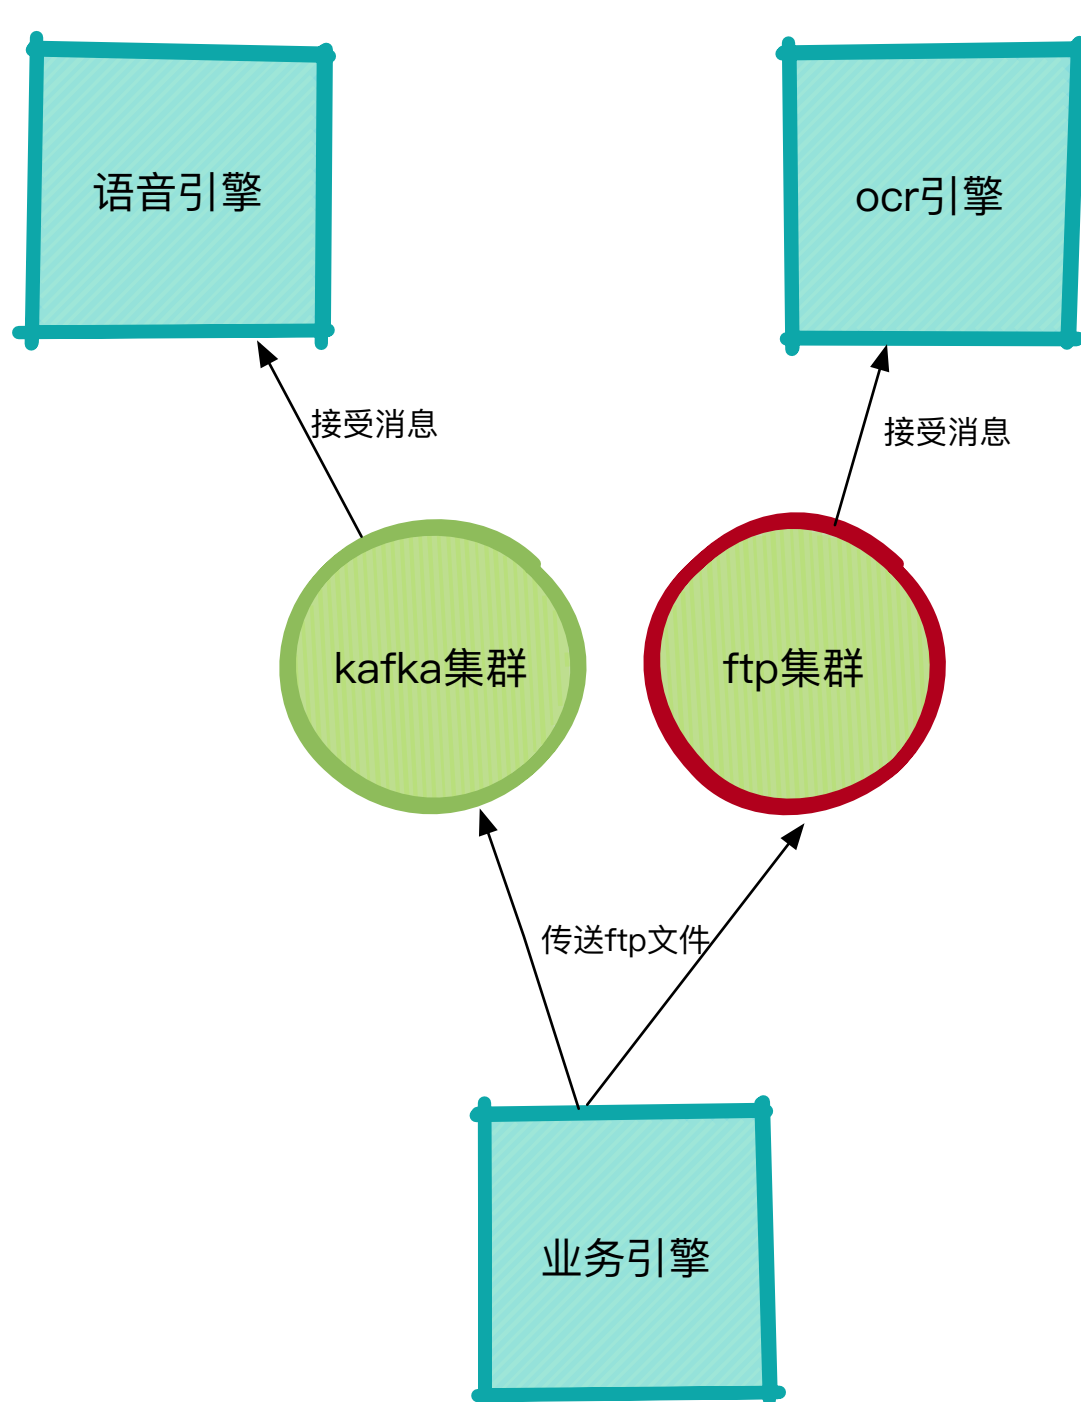 语音引擎
ocr引擎
接受消息
接受消息
kafka集群
ftp集群
传送ftp文件
业务引擎